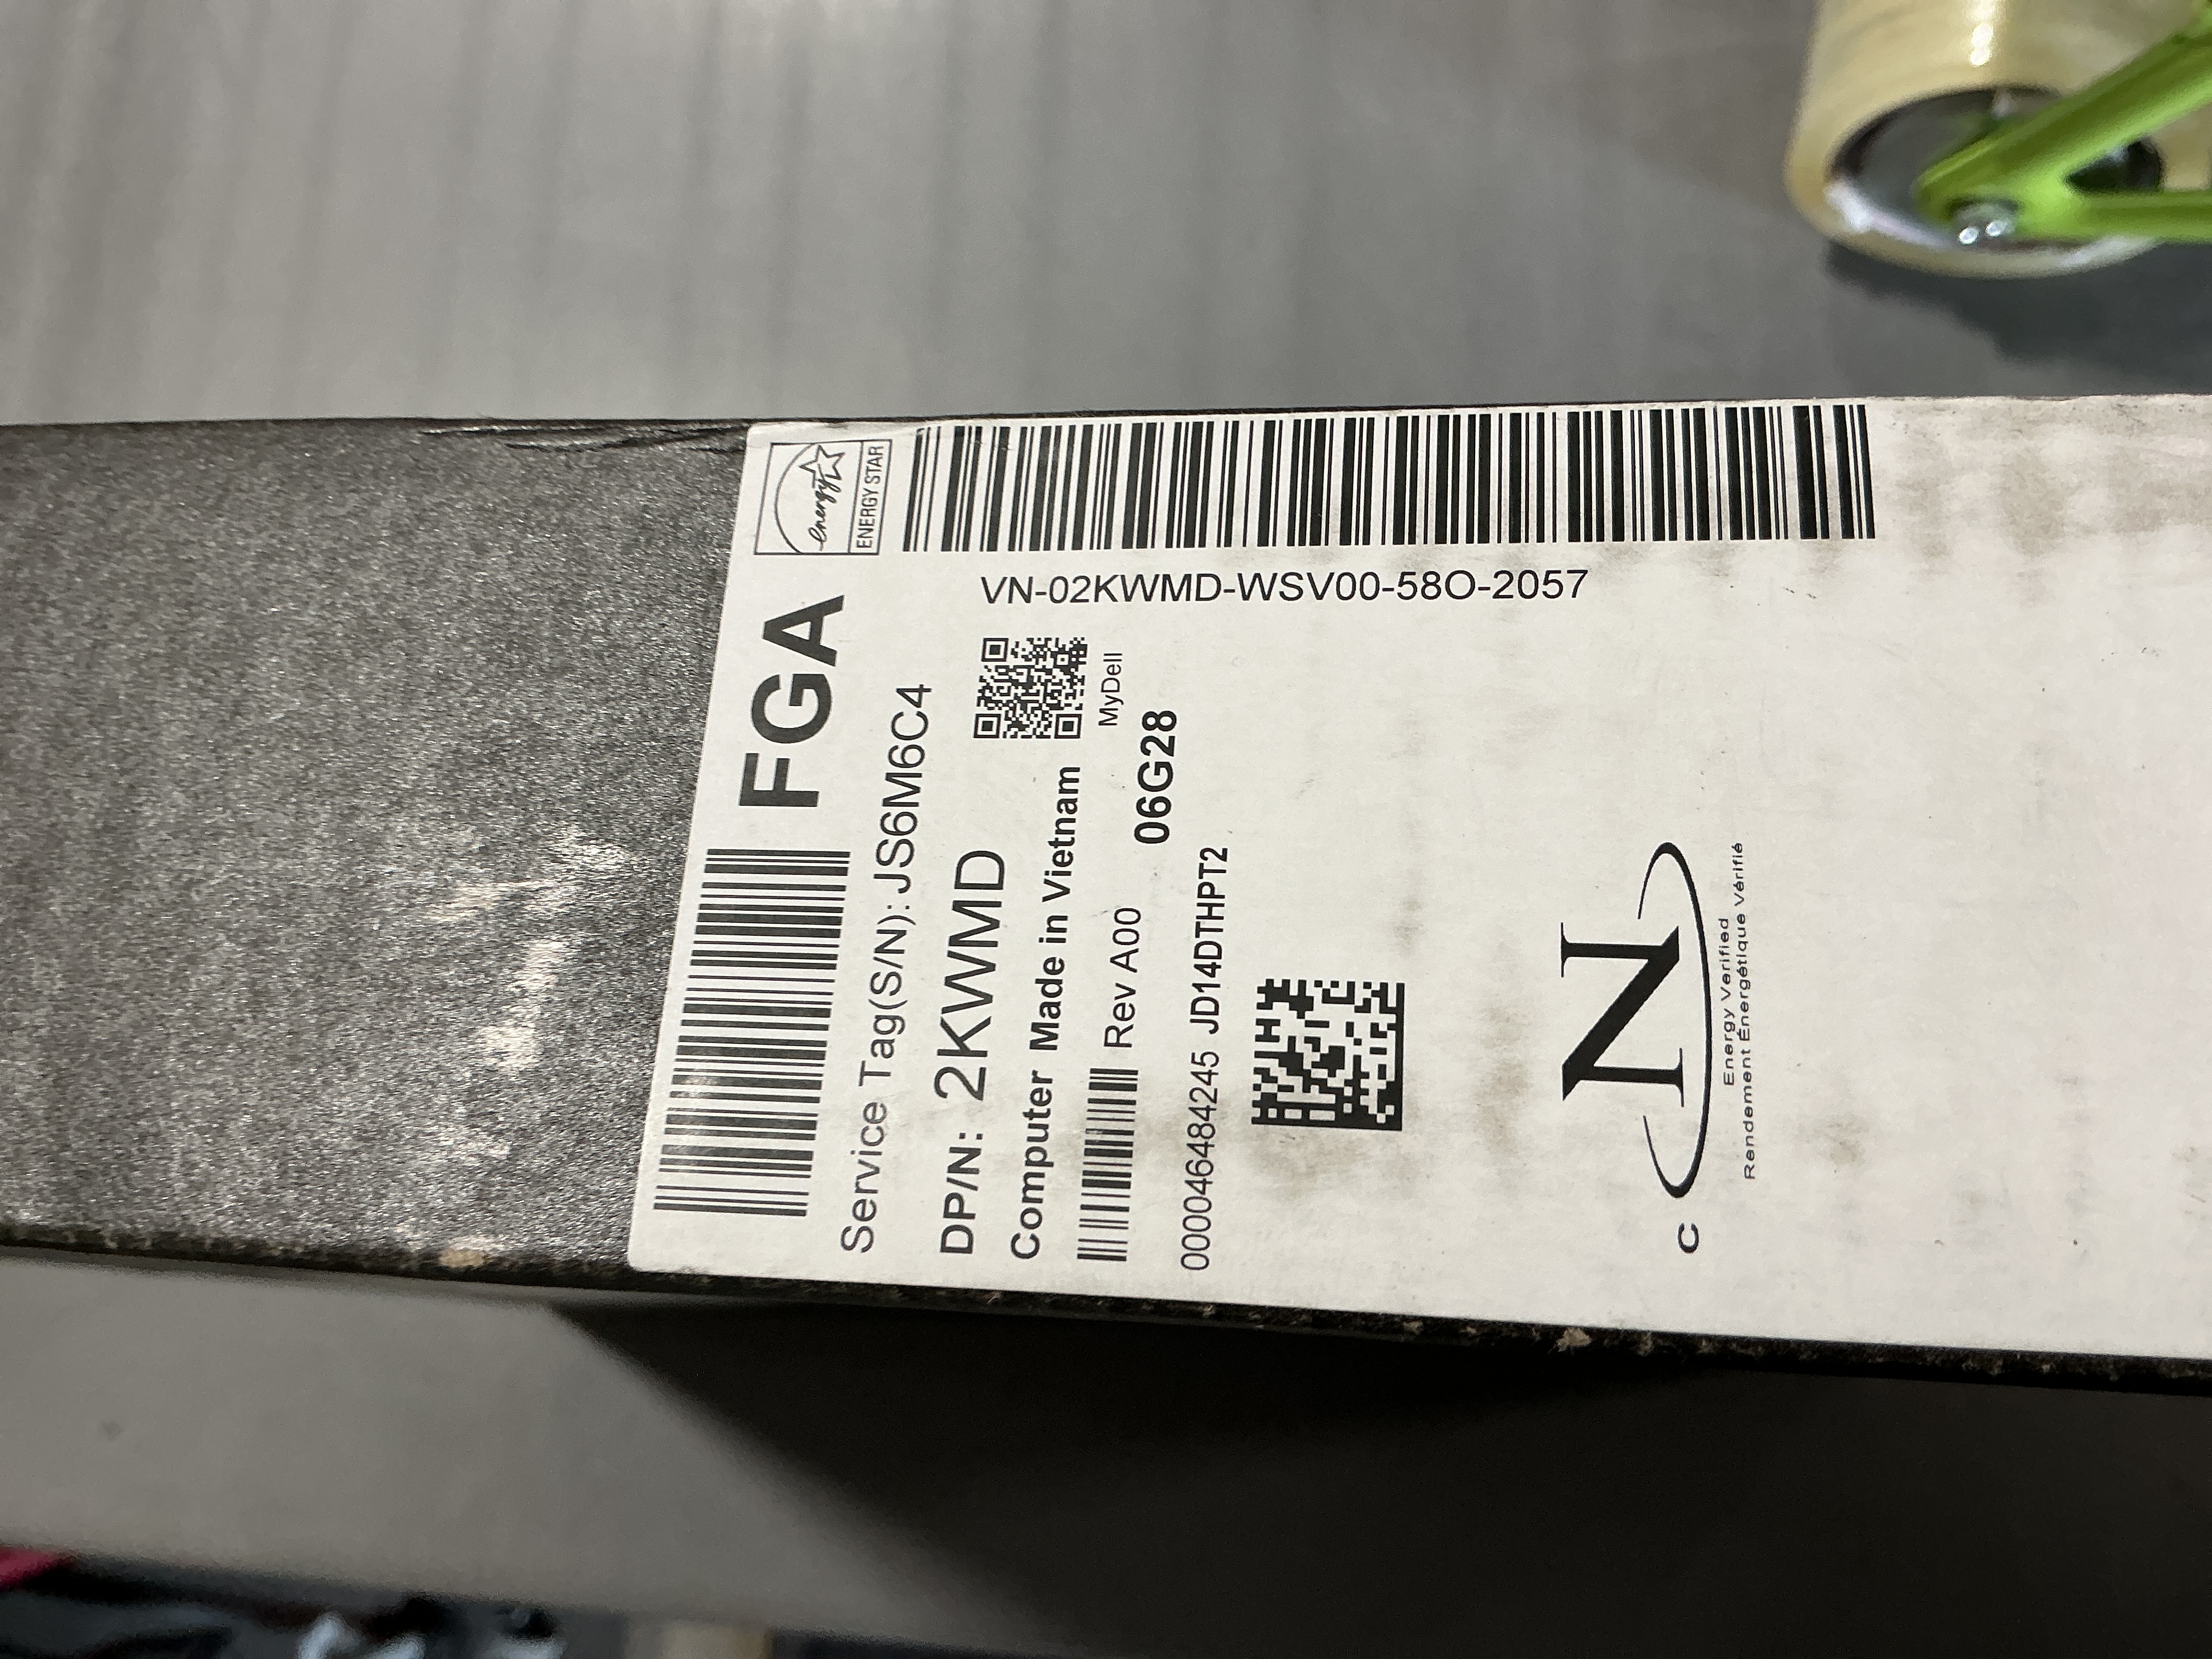 FGA
energy
ENERGY STAR
Service Tag(S/N): JS6M6C4
DP/N: 2KWMD
Computer Made in Vietnam
MyDell
Rev A00
06G28
000046484245 JD14DTHPT2
VN-02KWMD-WSV00-58O-2057
C N
Energy Verified
Rendement Énergétique Vérifié